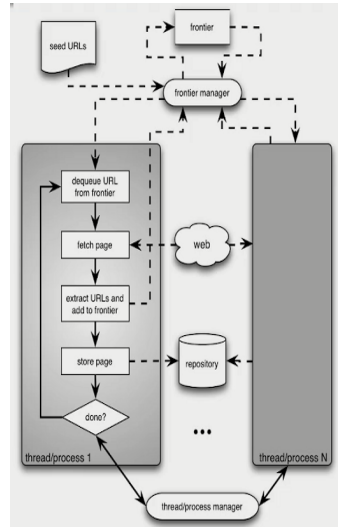 seed URLs
frontier
frontier manager
dequeue URL
from frontier
fetch page
web
extract URLs and
add to frontier
store page
repository
done?
...
thread/process 1
thread/process N
thread/process manager